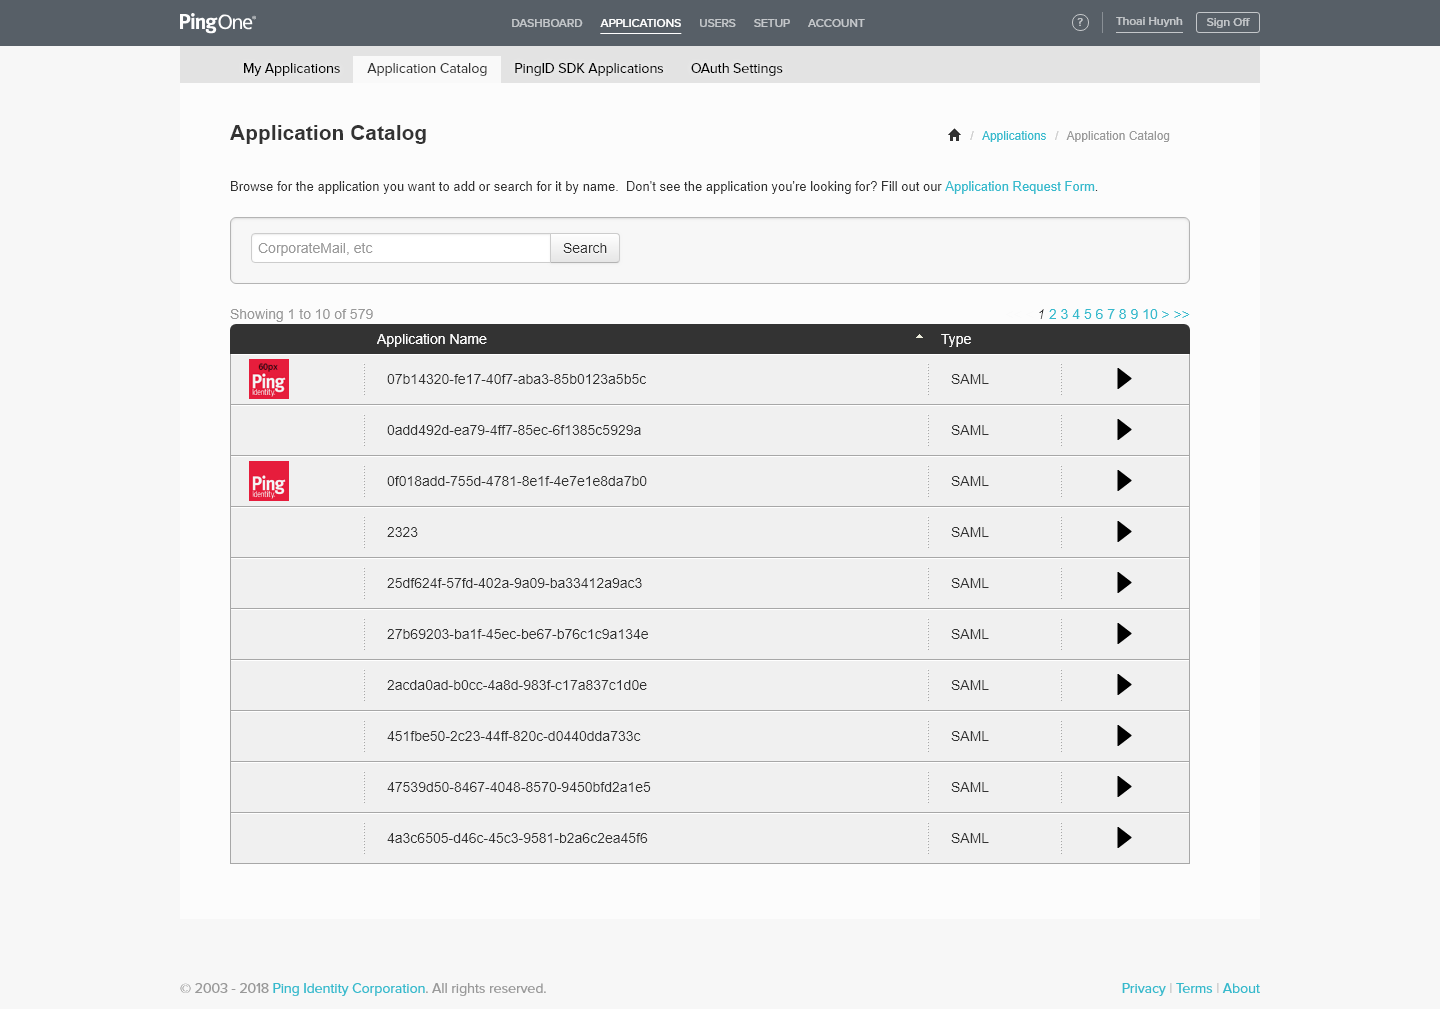 PingOne
DASHBOARD APPLICATIONS USERS SETUP ACCOUNT
? Thoai Huynh Sign Off
My Applications Application Catalog PingID SDK Applications OAuth Settings
Application Catalog
/ Applications / Application Catalog
Browse for the application you want to add or search for it by name. Don't see the application you're looking for? Fill out our Application Request Form.
CorporateMail, etc Search
Showing 1 to 10 of 579
1 2 3 4 5 6 7 8 9 10 > >>
Application Name Type
60px
Ping
Identity
07b14320-fe17-40f7-aba3-85b0123a5b5c SAML
0add492d-ea79-4ff7-85ec-6f1385c5929a SAML
Ping
Identity
0f018add-755d-4781-8e1f-4e7e1e8da7b0 SAML
2323 SAML
25df624f-57fd-402a-9a09-ba33412a9ac3 SAML
27b69203-ba1f-45ec-be67-b76c1c9a134e SAML
2acda0ad-b0cc-4a8d-983f-c17a837c1d0e SAML
451fbe50-2c23-44ff-820c-d0440dda733c SAML
47539d50-8467-4048-8570-9450bfd2a1e5 SAML
4a3c6505-d46c-45c3-9581-b2a6c2ea45f6 SAML
© 2003 - 2018 Ping Identity Corporation. All rights reserved.
Privacy | Terms | About